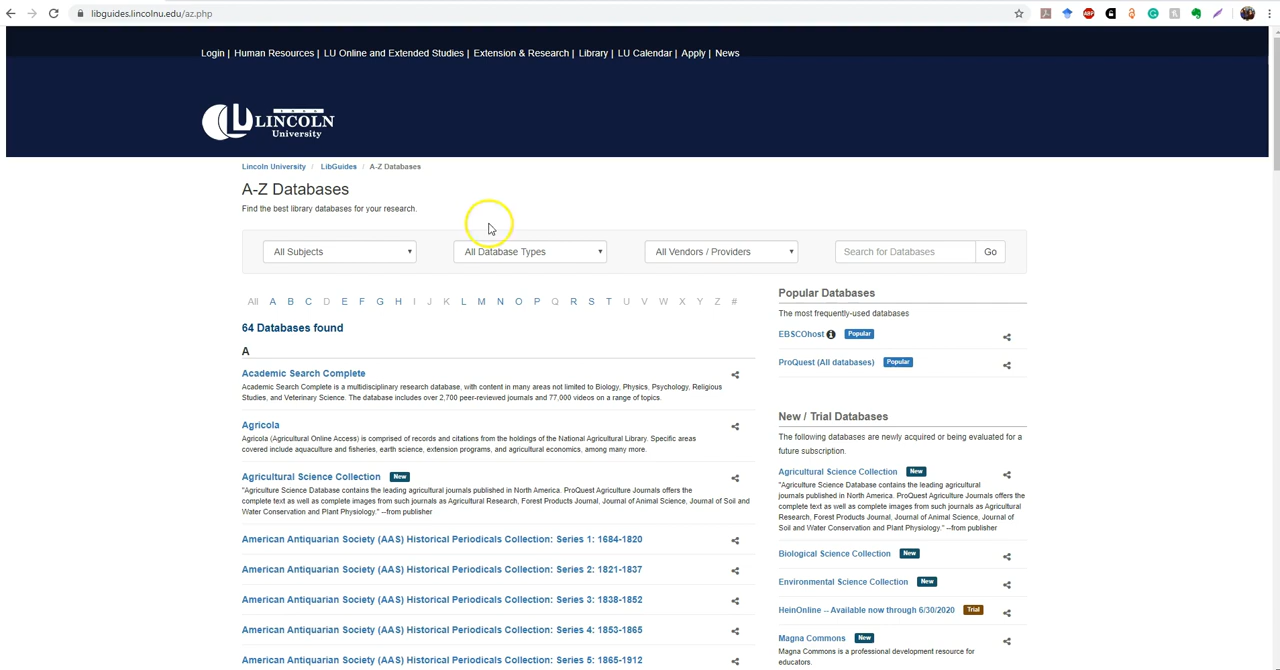 libguides.lincolnu.edu/az.php
Login | Human Resources | LU Online and Extended Studies | Extension & Research | Library | LU Calendar | Apply | News
LINCOLN
University
Lincoln University / LibGuides / A-Z Databases
A-Z Databases
Find the best library databases for your research.
All Subjects
All Database Types
All Vendors / Providers
Search for Databases
Go
All A B C D E F G H I J K L M N O P Q R S T U V W X Y Z #
64 Databases found
A
Academic Search Complete
Academic Search Complete is a multidisciplinary research database, with content in many areas not limited to Biology, Physics, Psychology, Religious
Studies, and Veterinary Science. The database includes over 2,700 peer-reviewed journals and 77,000 videos on a range of topics.
Agricola
Agricola (Agricultural Online Access) is comprised of records and citations from the holdings of the National Agricultural Library. Specific areas
covered include aquaculture and fisheries, earth science, extension programs, and agricultural economics, among many more.
Agricultural Science Collection New
"Agriculture Science Database contains the leading agricultural journals published in North America. ProQuest Agriculture Journals offers the
complete text as well as complete images from such journals as Agricultural Research, Forest Products Journal, Journal of Animal Science, Journal of Soil and
Water Conservation and Plant Physiology." --from publisher
American Antiquarian Society (AAS) Historical Periodicals Collection: Series 1: 1684-1820
American Antiquarian Society (AAS) Historical Periodicals Collection: Series 2: 1821-1837
American Antiquarian Society (AAS) Historical Periodicals Collection: Series 3: 1838-1852
American Antiquarian Society (AAS) Historical Periodicals Collection: Series 4: 1853-1865
American Antiquarian Society (AAS) Historical Periodicals Collection: Series 5: 1865-1912
Popular Databases
The most frequently-used databases
EBSCOhost Popular
ProQuest (All databases) Popular
New / Trial Databases
The following databases are newly acquired or being evaluated for a
future subscription.
Agricultural Science Collection New
"Agriculture Science Database contains the leading agricultural
journals published in North America. ProQuest Agriculture Journals offers the
complete text as well as complete images from such journals as Agricultural
Research, Forest Products Journal, Journal of Animal Science, Journal of
Soil and Water Conservation and Plant Physiology." --from publisher
Biological Science Collection New
Environmental Science Collection New
HeinOnline -- Available now through 6/30/2020 Trial
Magna Commons New
Magna Commons is a professional development resource for
educators.